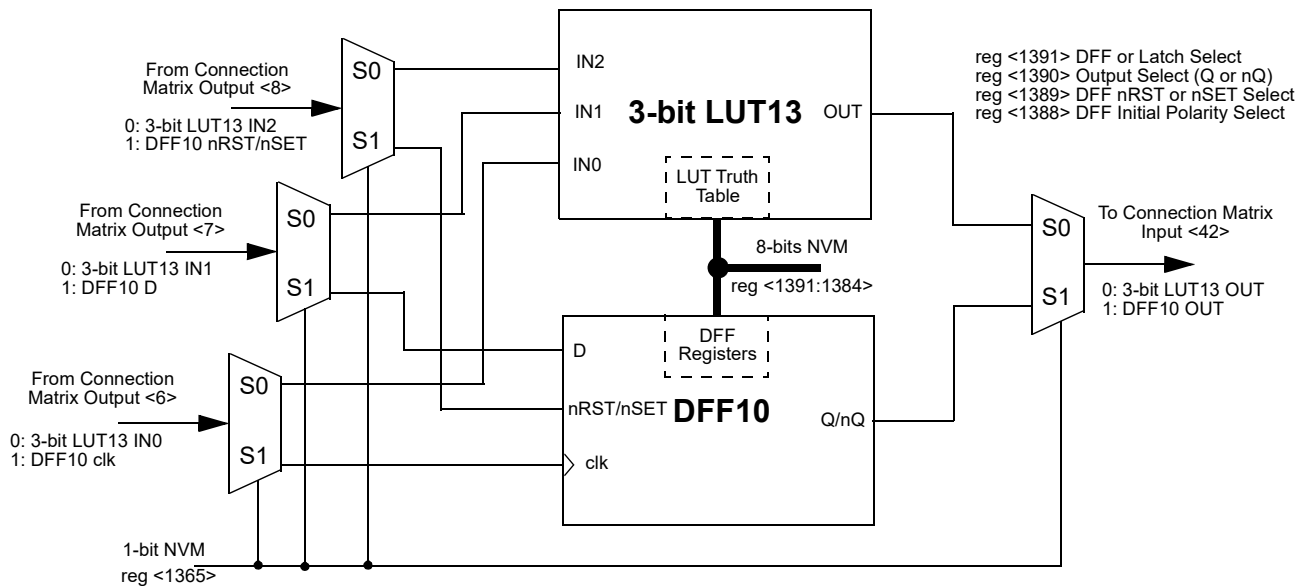 From Connection
Matrix Output <8>
0: 3-bit LUT13 IN2
1: DFF10 nRST/nSET
S0
S1
From Connection
Matrix Output <7>
0: 3-bit LUT13 IN1
1: DFF10 D
S0
S1
From Connection
Matrix Output <6>
0: 3-bit LUT13 IN0
1: DFF10 clk
S0
S1
1-bit NVM
reg <1365>
IN2
IN1
IN0
3-bit LUT13
OUT
LUT Truth
Table
8-bits NVM
reg <1391:1384>
DFF
Registers
D
nRST/nSET
clk
DFF10
Q/nQ
reg <1391> DFF or Latch Select
reg <1390> Output Select (Q or nQ)
reg <1389> DFF nRST or nSET Select
reg <1388> DFF Initial Polarity Select
S0
S1
To Connection Matrix
Input <42>
0: 3-bit LUT13 OUT
1: DFF10 OUT